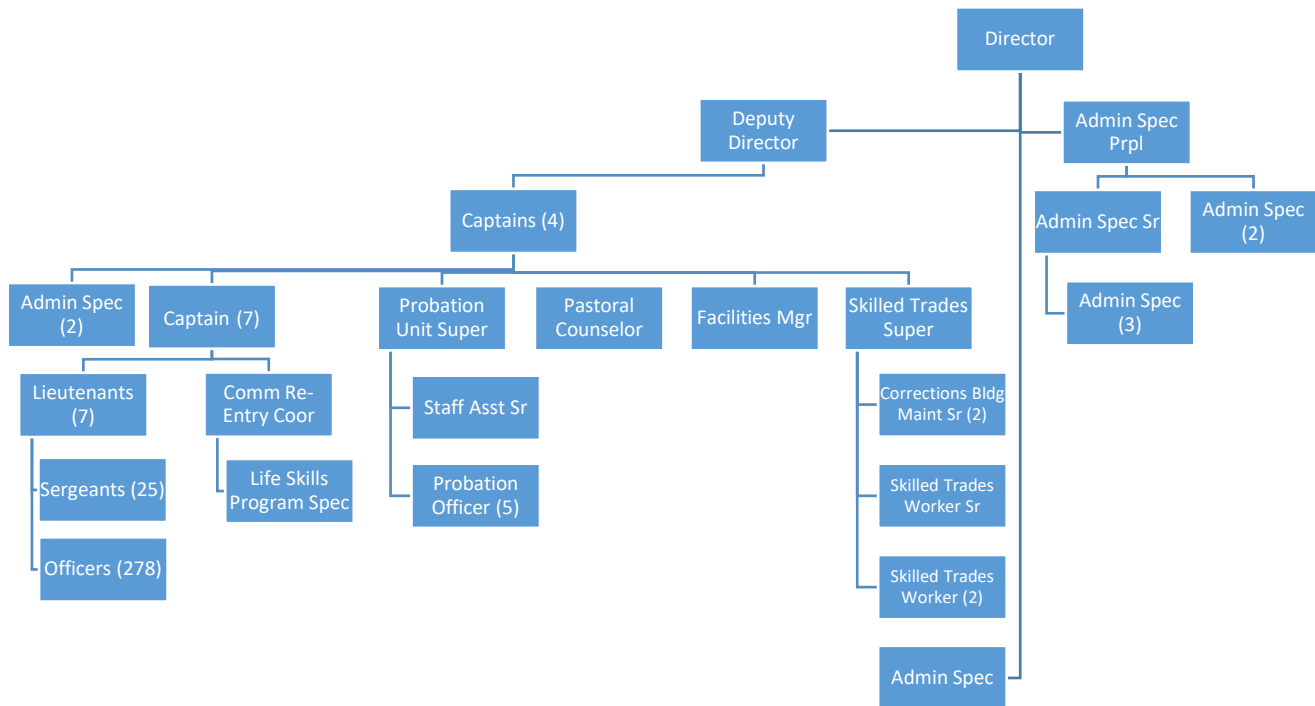 Director
Deputy
Director
Admin Spec
Prpl
Captains (4)
Admin Spec Sr
Admin Spec
(2)
Admin Spec
(2)
Captain (7)
Probation
Unit Super
Pastoral
Counselor
Facilities Mgr
Skilled Trades
Super
Admin Spec
(3)
Lieutenants
(7)
Comm Re-
Entry Coor
Staff Asst Sr
Corrections Bldg
Maint Sr (2)
Sergeants (25)
Life Skills
Program Spec
Probation
Officer (5)
Skilled Trades
Worker Sr
Officers (278)
Skilled Trades
Worker (2)
Admin Spec